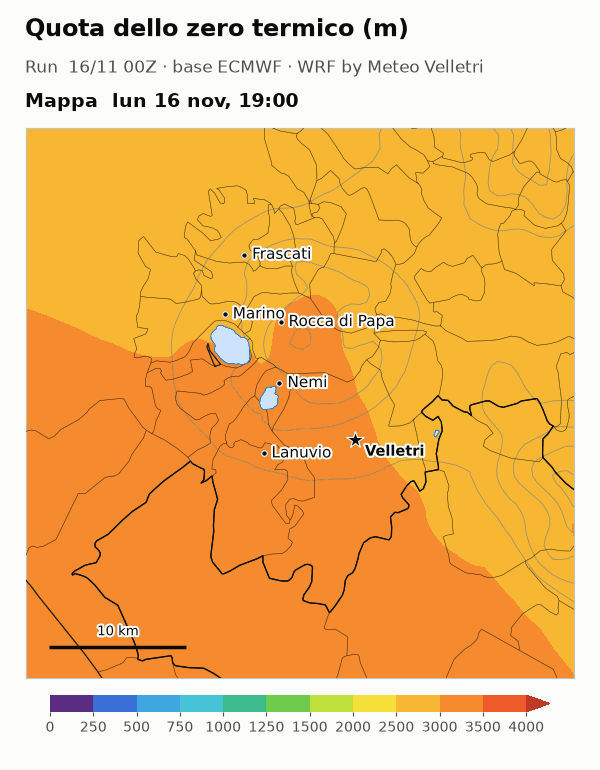 Quota dello zero termico (m)
Run  16/11 00Z · base ECMWF · WRF by Meteo Velletri
Mappa  lun 16 nov, 19:00
Frascati
Marino
Rocca di Papa
Nemi
Velletri
Lanuvio
10 km
0 250 500 750 1000 1250 1500 2000 2500 3000 3500 4000